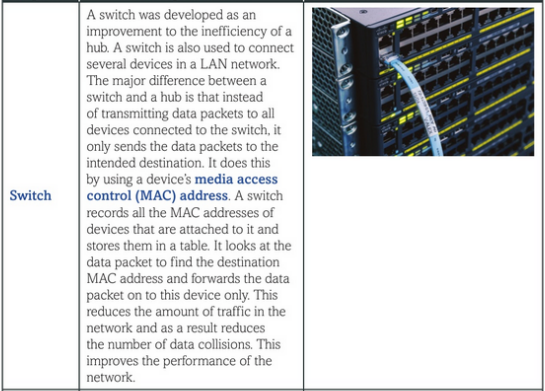 A switch was developed as an
improvement to the inefficiency of a
hub. A switch is also used to connect
several devices in a LAN network.
The major difference between a
switch and a hub is that instead
of transmitting data packets to all
devices connected to the switch, it
only sends the data packets to the
intended destination. It does this
by using a device's media access
Switch
control (MAC) address. A switch
records all the MAC addresses of
devices that are attached to it and
stores them in a table. It looks at the
data packet to find the destination
MAC address and forwards the data
packet on to this device only. This
reduces the amount of traffic in the
network and as a result reduces
the number of data collisions. This
improves the performance of the
network.